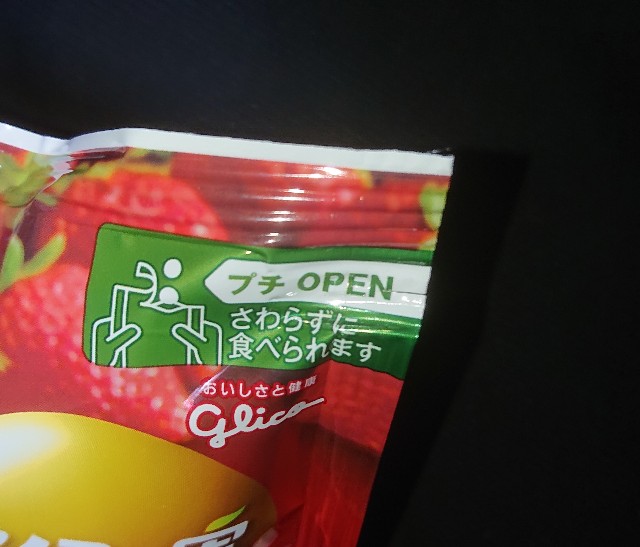 プチ OPEN
さわらずに
食べられます
おいしさと健康
Glico